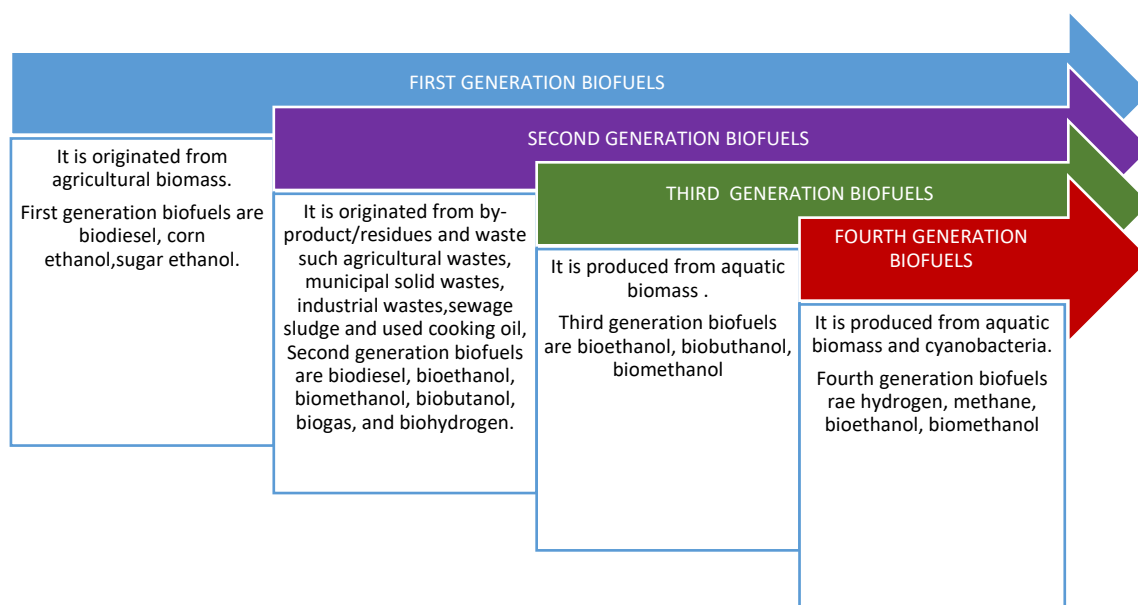 FIRST GENERATION BIOFUELS
It is originated from
agricultural biomass.
First generation biofuels are
biodiesel, corn
ethanol,sugar ethanol.
SECOND GENERATION BIOFUELS
It is originated from by-
product/residues and waste
such agricultural wastes,
municipal solid wastes,
industrial wastes,sewage
sludge and used cooking oil,
Second generation biofuels
are biodiesel, bioethanol,
biomethanol, biobutanol,
biogas, and biohydrogen.
THIRD  GENERATION BIOFUELS
It is produced from aquatic
biomass .
Third generation biofuels
are bioethanol, biobuthanol,
biomethanol
FOURTH GENERATION
BIOFUELS
It is produced from aquatic
biomass and cyanobacteria.
Fourth generation biofuels
rae hydrogen, methane,
bioethanol, biomethanol